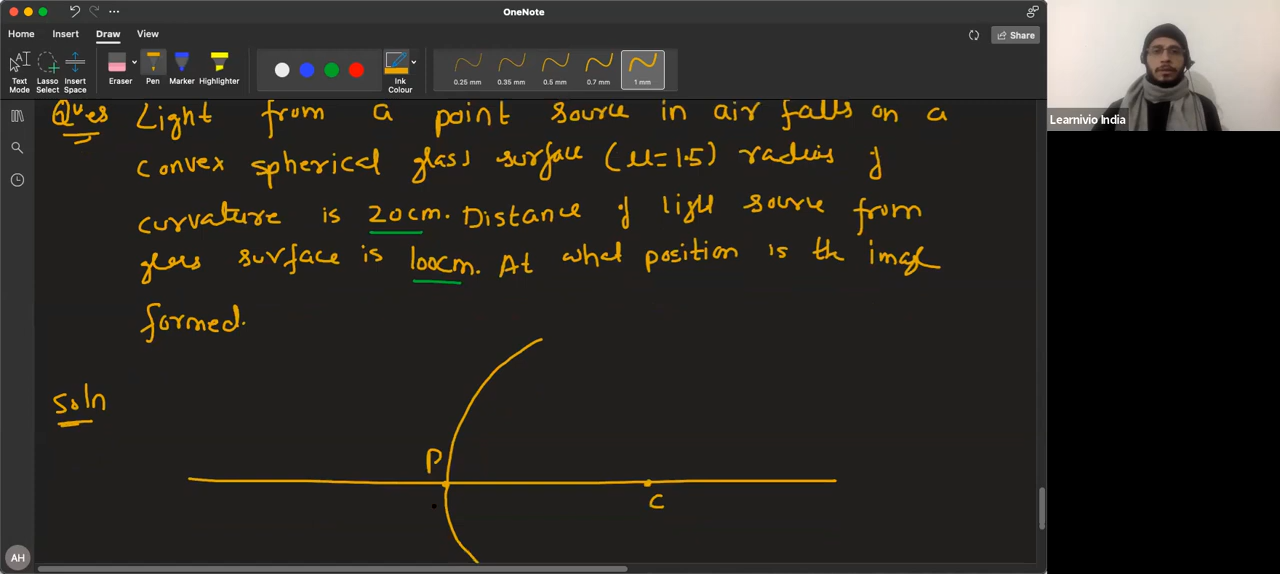 OneNote
Home Insert Draw View
Share
Text Mode
Lasso Select
Insert Space
Eraser
Pen
Marker
Highlighter
Ink Colour
0.25 mm
0.35 mm
0.5 mm
0.7 mm
1 mm
Learnivio India
Ques Light from a point source in air falls on a
convex spherical glass surface (μ=1.5) radius of
curvature is 20cm. Distance of light source from
glass surface is 100cm. At what position is the image
formed.
Soln
P
C
AH